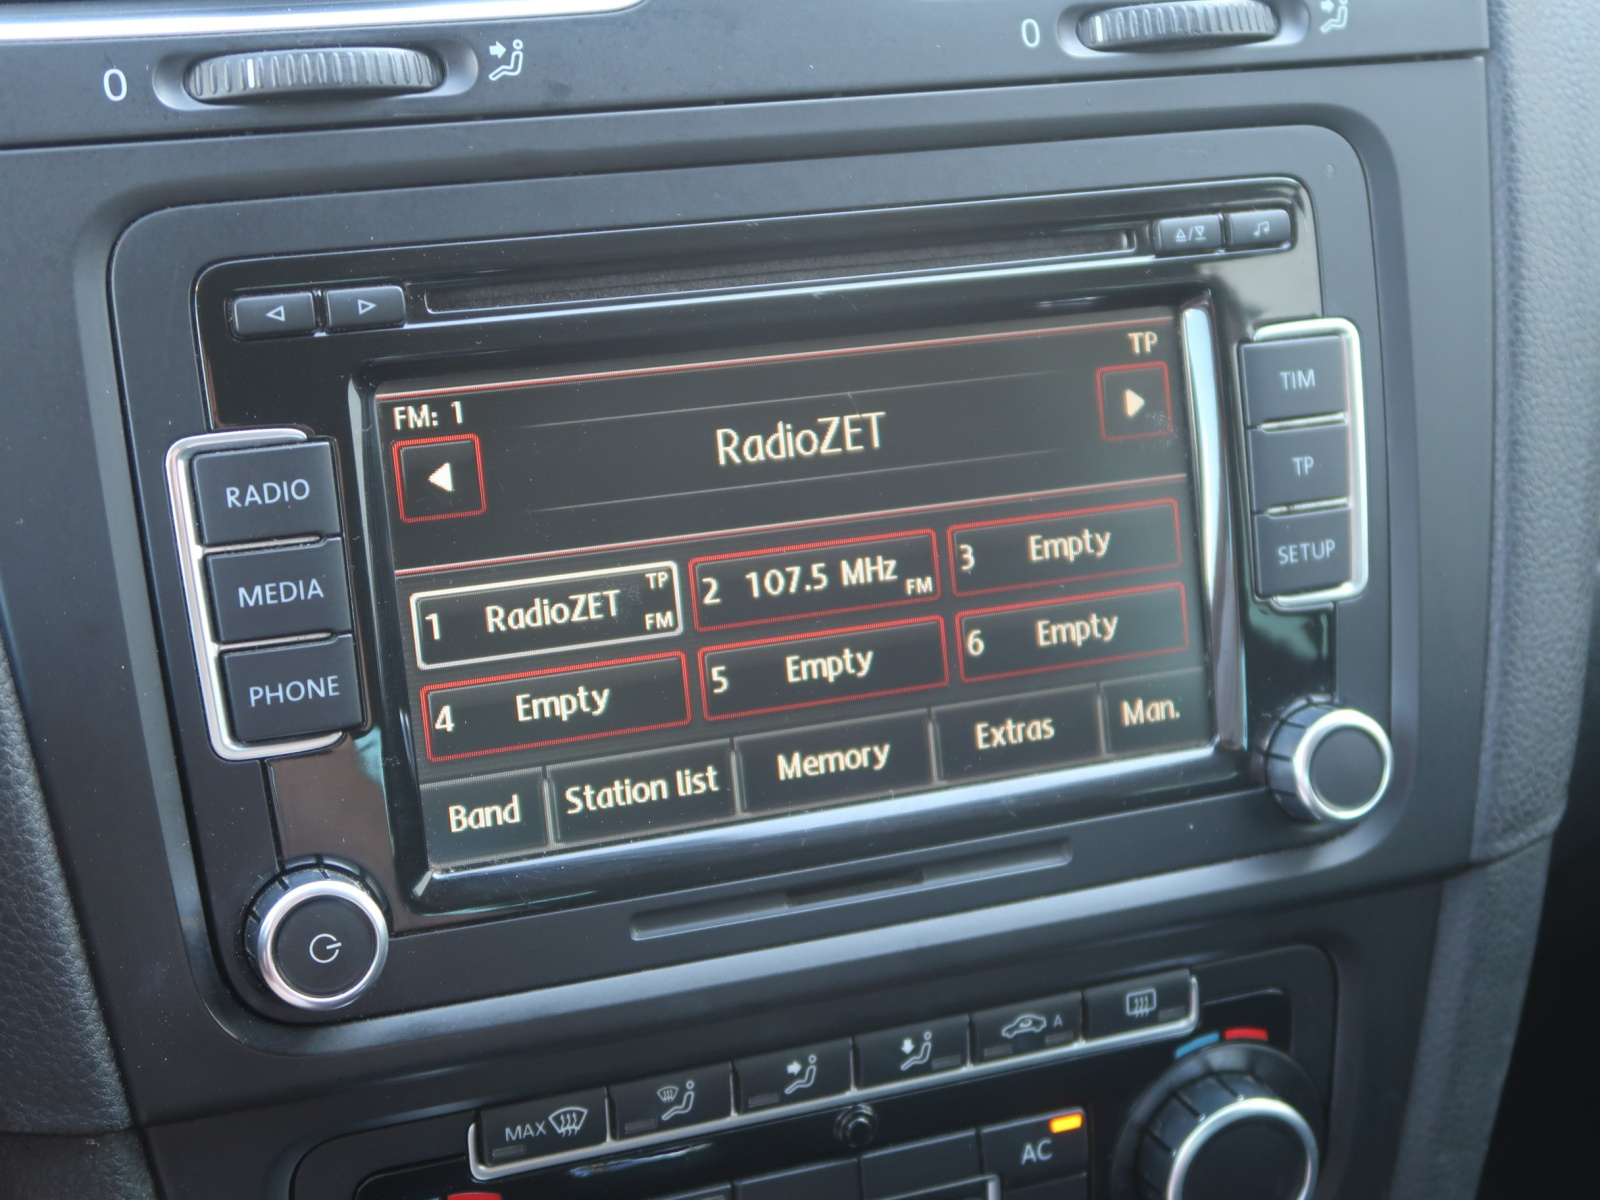 0
0
TP
FM: 1
RadioZET
RADIO
MEDIA
PHONE
TIM
TP
SETUP
1 RadioZET TP FM
2 107.5 MHz FM
3 Empty
4 Empty
5 Empty
6 Empty
Band
Station list
Memory
Extras
Man.
MAX
A
AC